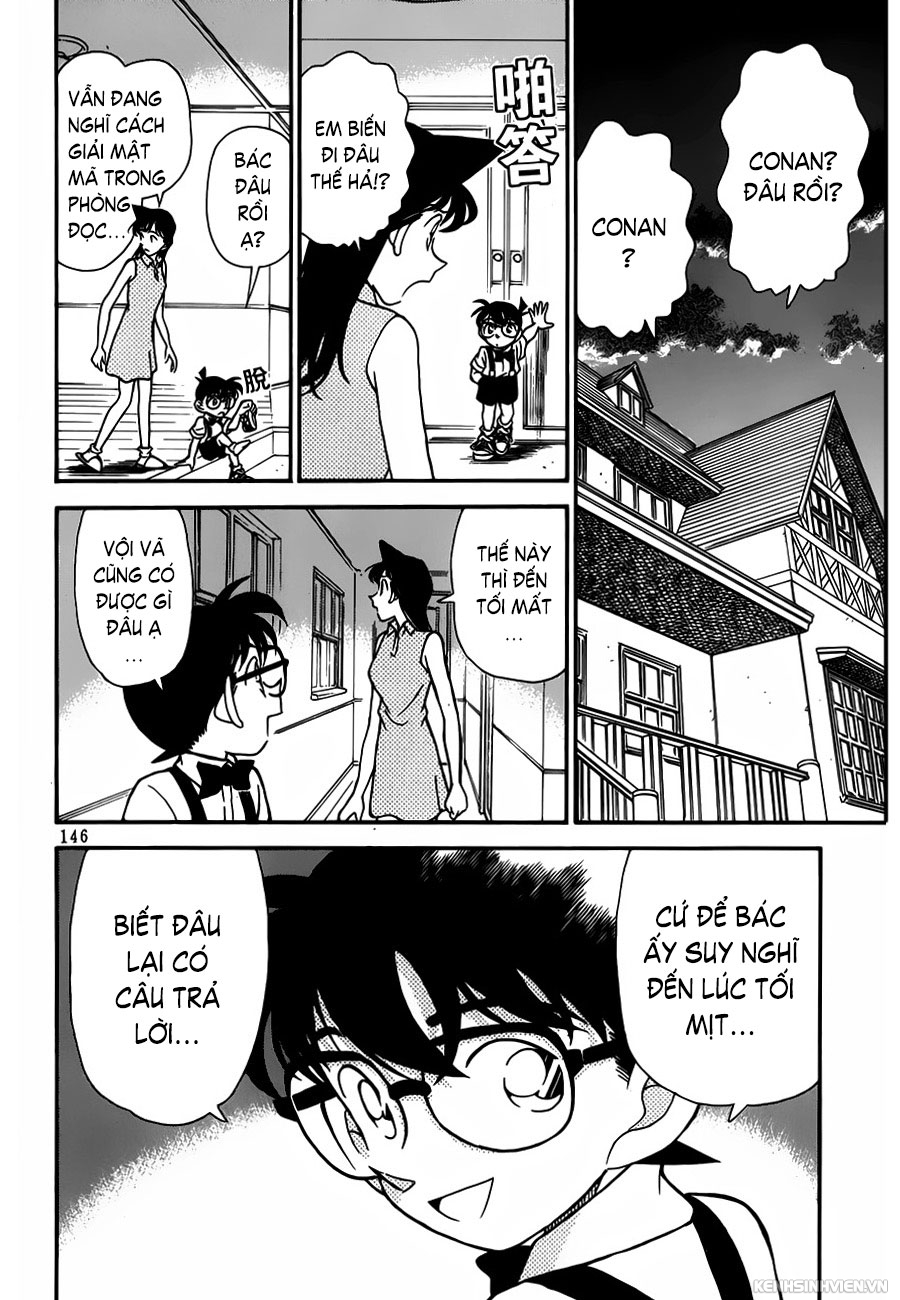 CONAN?
ĐÂU RỒI?
CONAN
?
啪答
EM BIẾN
ĐI ĐÂU
THẾ HẢ!?
BÁC
ĐÂU
RỒI
Ạ?
脫
VẪN ĐANG
NGHĨ CÁCH
GIẢI MẬT
MÃ TRONG
PHÒNG
ĐỌC...
THẾ NÀY
THÌ ĐẾN
TỐI MẤT
...
VỘI VÃ
CŨNG CÓ
ĐƯỢC GÌ
ĐÂU Ạ
...
146
CỨ ĐỂ BÁC
ẤY SUY NGHĨ
ĐẾN LÚC TỐI
MỊT...
BIẾT ĐÂU
LẠI CÓ
CÂU TRẢ
LỜI...
KENHSINHVIEN.VN